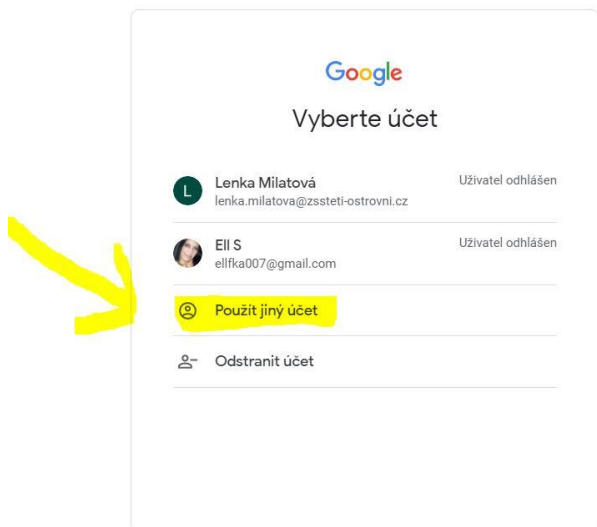 Google
Vyberte účet
L
Lenka Milatová
Uživatel odhlášen
lenka.milatova@zssteti-ostrovni.cz
Ell S
Uživatel odhlášen
ellfka007@gmail.com
Použít jiný účet
Odstranit účet